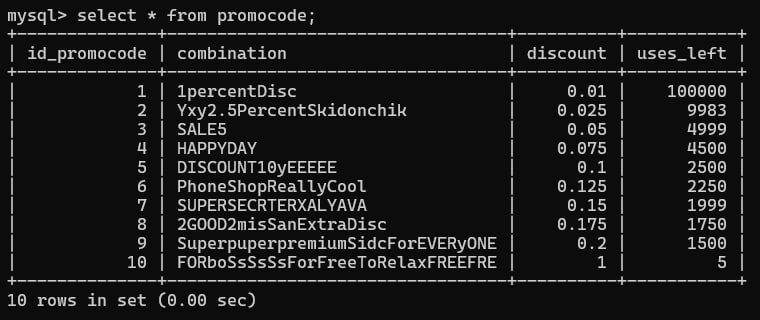 mysql> select * from promocode;
+--------------+--------------------------------+----------+-----------+
| id_promocode | combination                    | discount | uses_left |
+--------------+--------------------------------+----------+-----------+
|            1 | 1percentDisc                   |     0.01 |    100000 |
|            2 | Yxy2.5PercentSkidonchik        |    0.025 |      9983 |
|            3 | SALE5                          |     0.05 |      4999 |
|            4 | HAPPYDAY                       |    0.075 |      4500 |
|            5 | DISCOUNT10yEEEEE               |      0.1 |      2500 |
|            6 | PhoneShopReallyCool            |    0.125 |      2250 |
|            7 | SUPERSECRTERXALYAVA            |     0.15 |      1999 |
|            8 | 2GOOD2misSanExtraDisc          |    0.175 |      1750 |
|            9 | SuperpuperpremiumSidcForEVERyONE |      0.2 |      1500 |
|           10 | FORboSsSsSsForFreeToRelaxFREEFRE |        1 |         5 |
+--------------+--------------------------------+----------+-----------+
10 rows in set (0.00 sec)